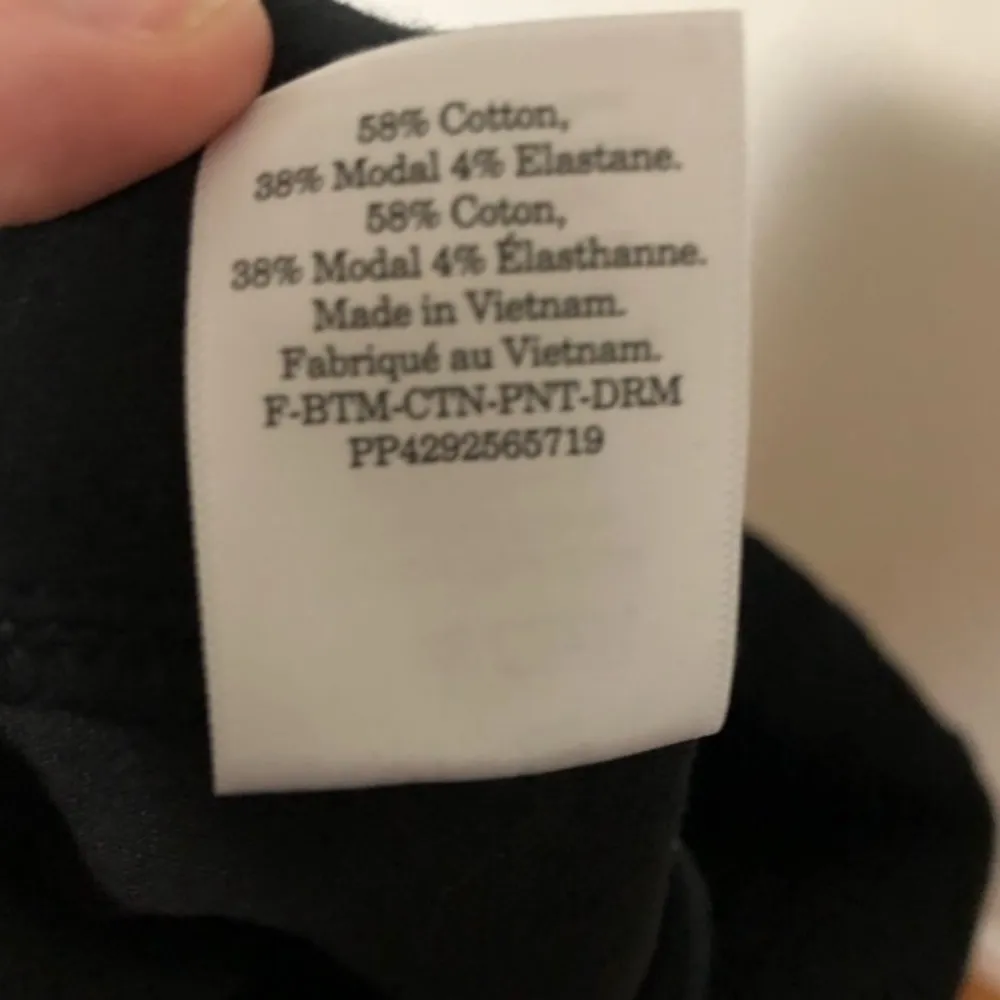 58% Cotton,
38% Modal 4% Elastane.
58% Coton,
38% Modal 4% Élasthanne.
Made in Vietnam.
Fabriqué au Vietnam.
F-BTM-CTN-PNT-DRM
PP4292565719